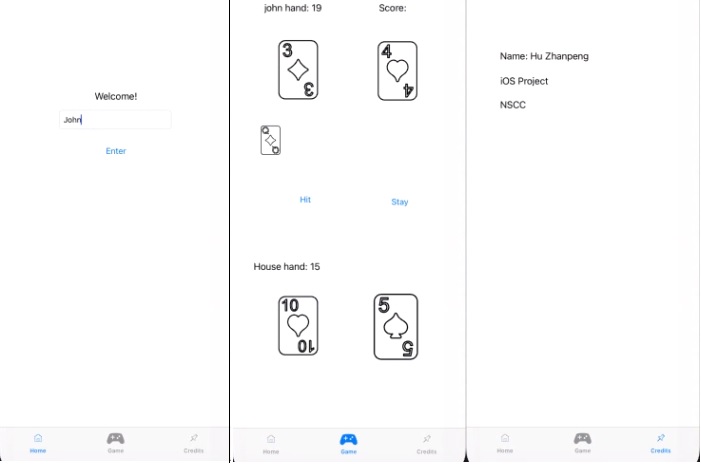 Welcome!
John
Enter
Home
Game
Credits
john hand: 19
Score:
3
3
4
4
Q
Q
Hit
Stay
House hand: 15
10
10
5
5
Home
Game
Credits
Name: Hu Zhanpeng
iOS Project
NSCC
Home
Game
Credits